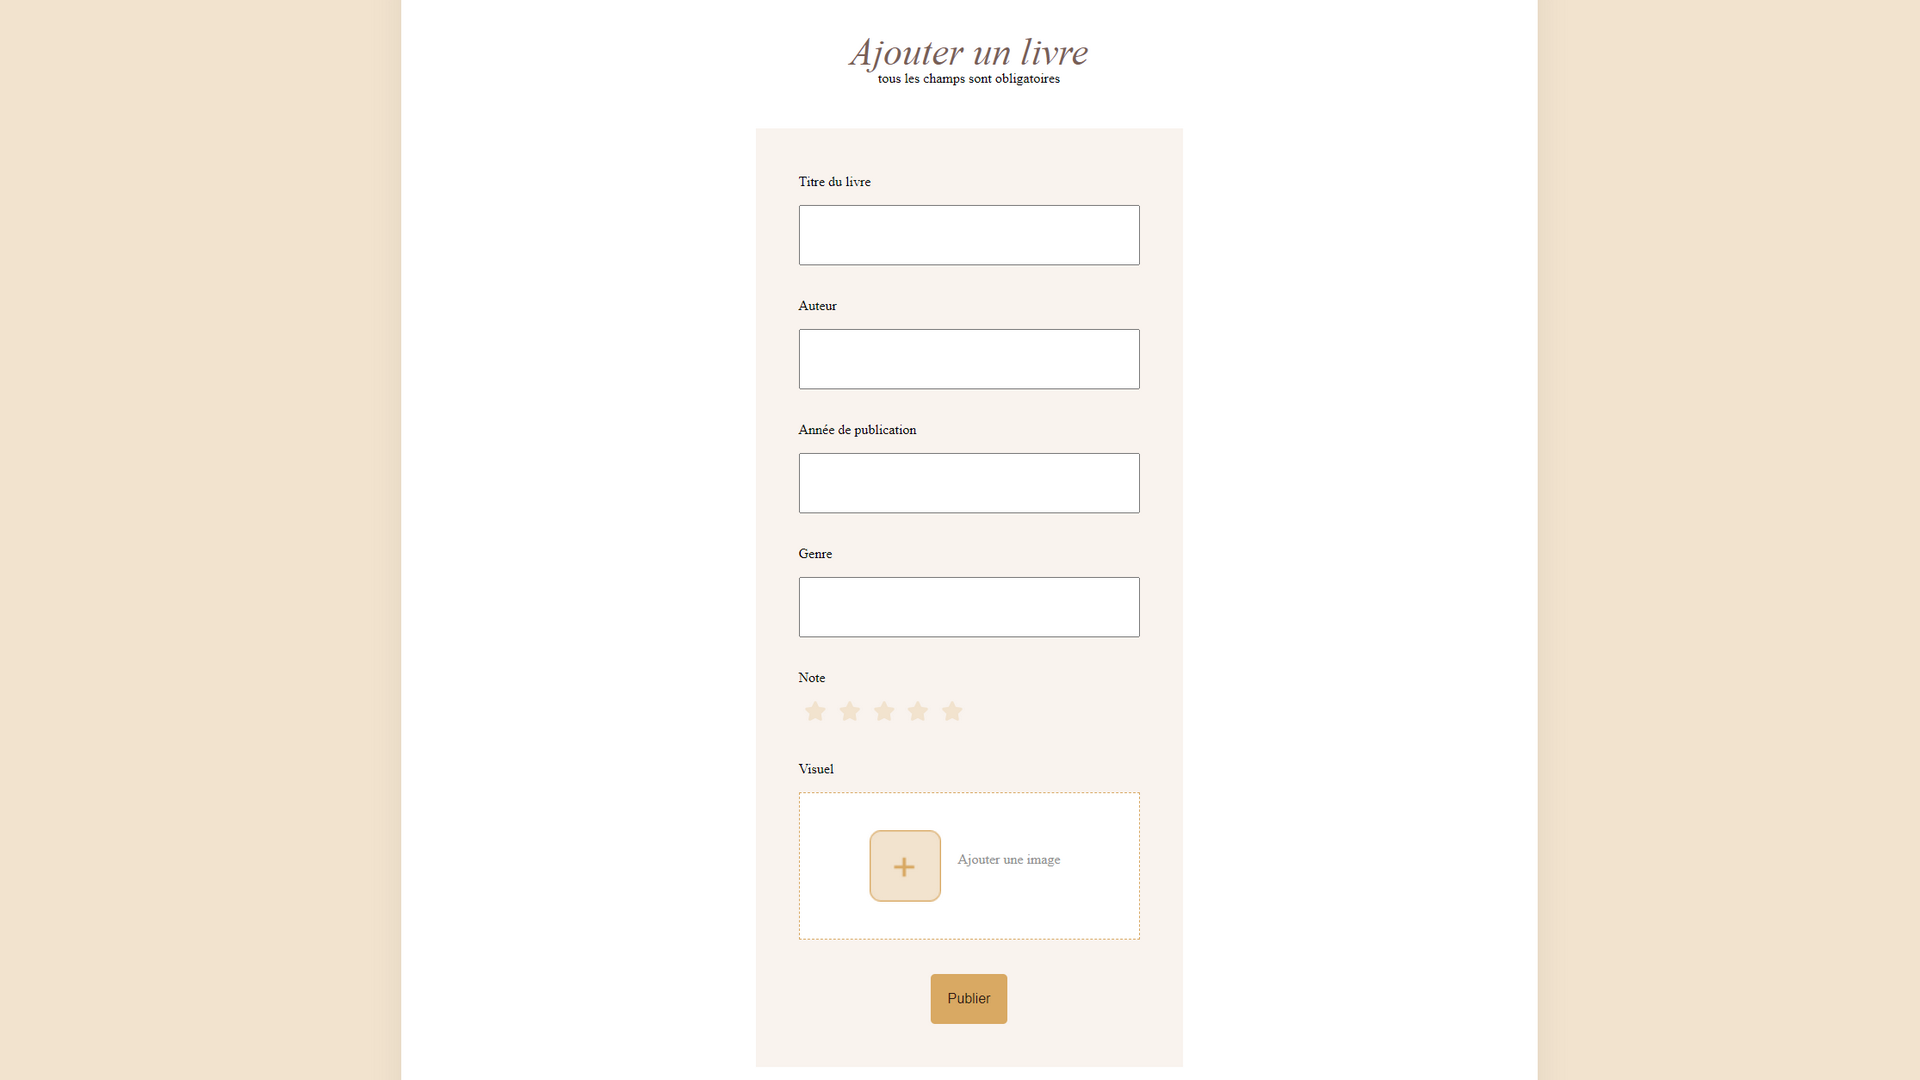 Ajouter un livre
tous les champs sont obligatoires
Titre du livre
Auteur
Année de publication
Genre
Note
Visuel
Ajouter une image
Publier